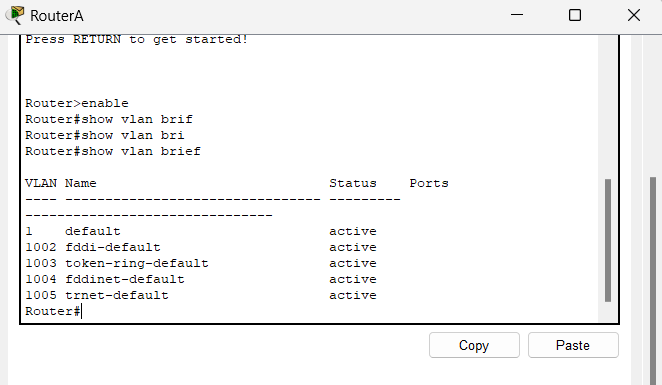 RouterA
Press RETURN to get started!
Router>enable
Router#show vlan brif
Router#show vlan bri
Router#show vlan brief
VLAN Name                             Status    Ports
---- -------------------------------- ---------
-------------------------------
1    default                          active
1002 fddi-default                     active
1003 token-ring-default               active
1004 fddinet-default                  active
1005 trnet-default                    active
Router#
Copy Paste